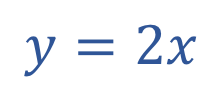 y = 2x